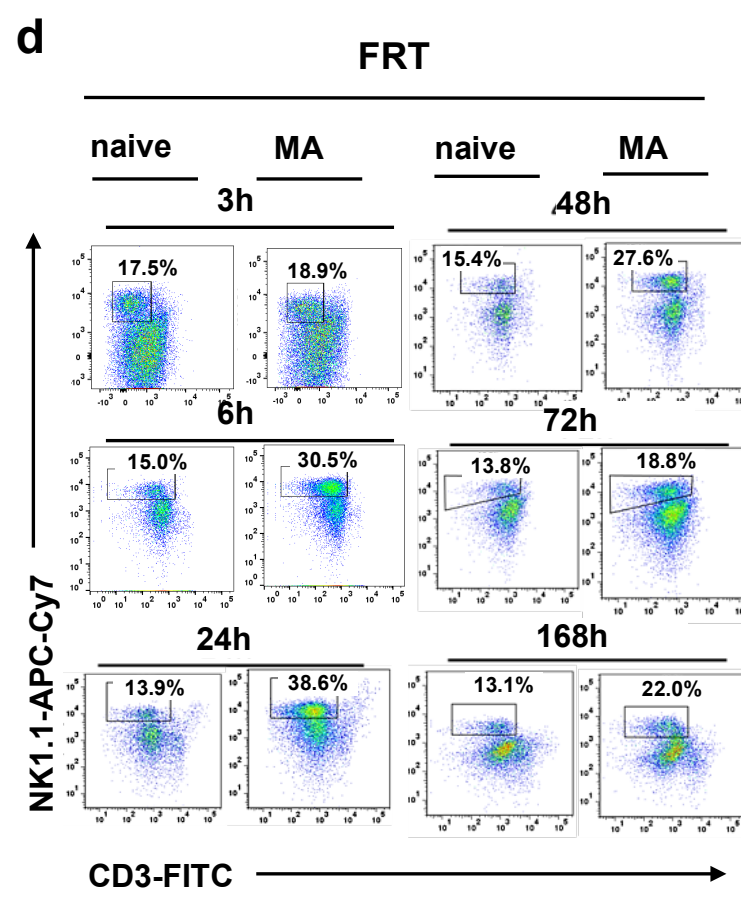 d
FRT
naive MA naive MA
3h 48h
17.5% 18.9% 15.4% 27.6%
6h 72h
15.0% 30.5% 13.8% 18.8%
24h 168h
13.9% 38.6% 13.1% 22.0%
NK1.1-APC-Cy7
CD3-FITC